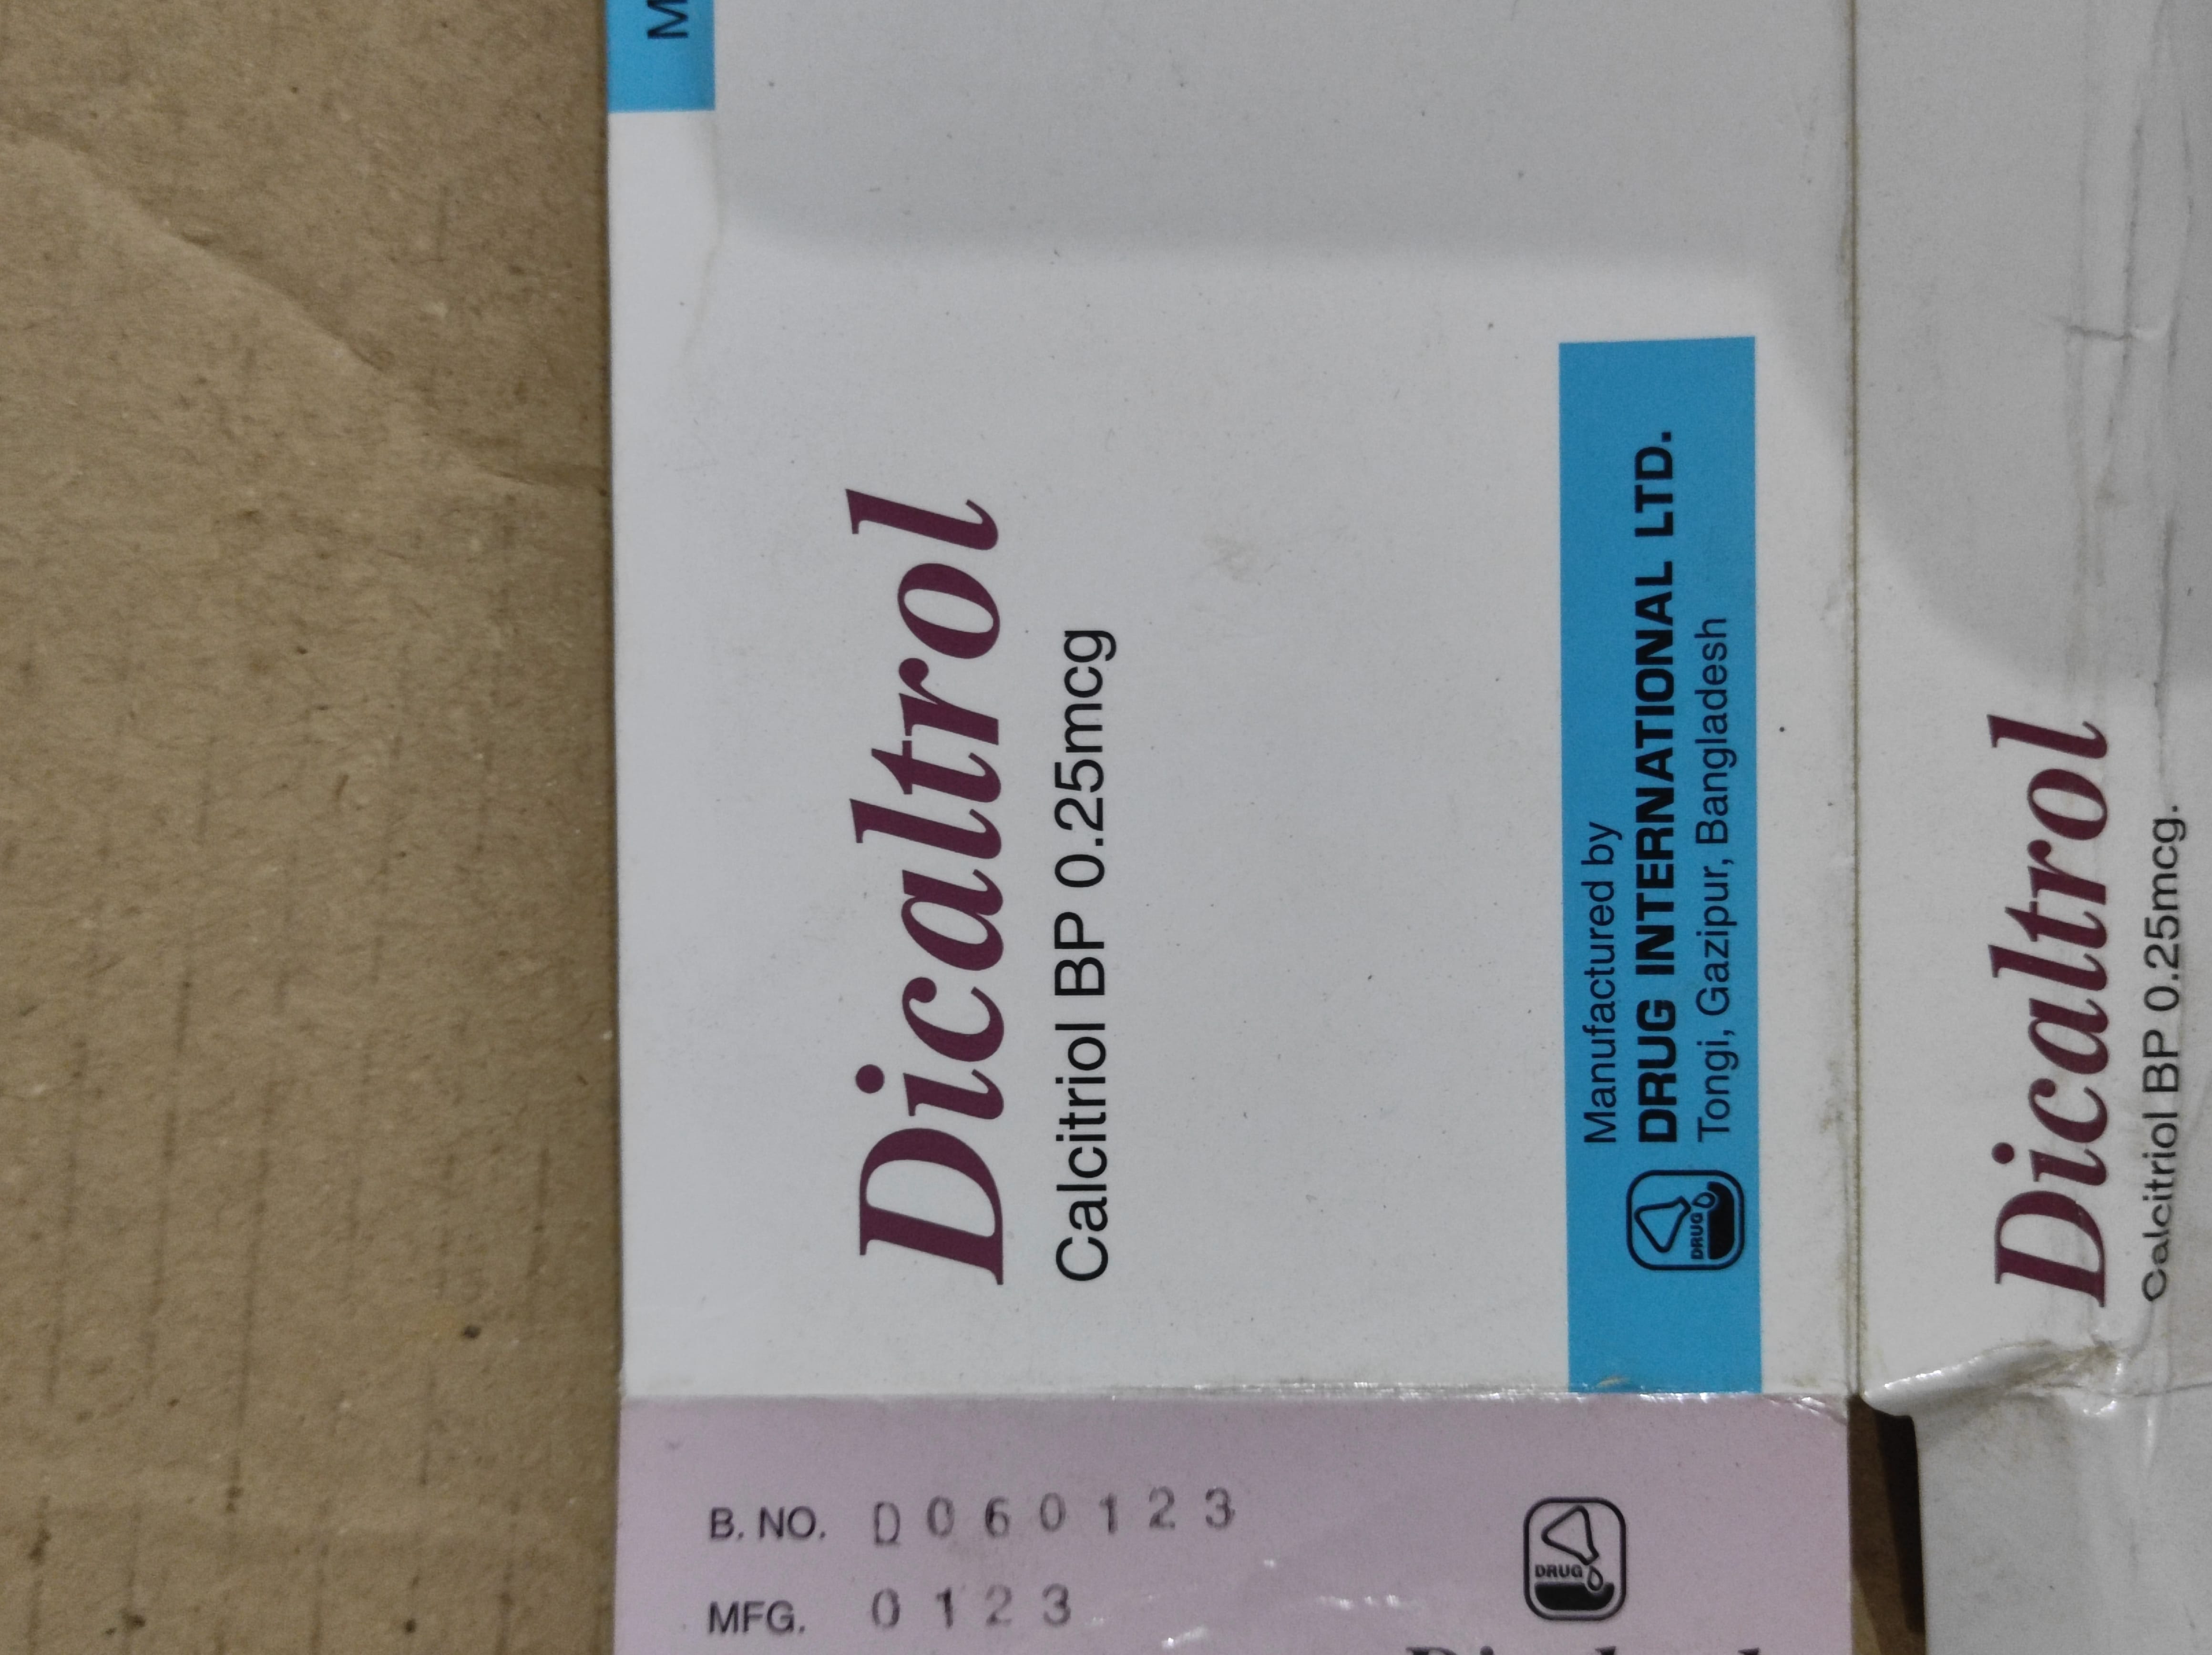 B. NO. D060123
MFG. 0123
DRUG
Dicaltrol
Calcitriol BP 0.25mcg
Manufactured by
DRUG
DRUG INTERNATIONAL LTD.
Tongi, Gazipur, Bangladesh
Dicaltrol
Calcitriol BP 0.25mcg.